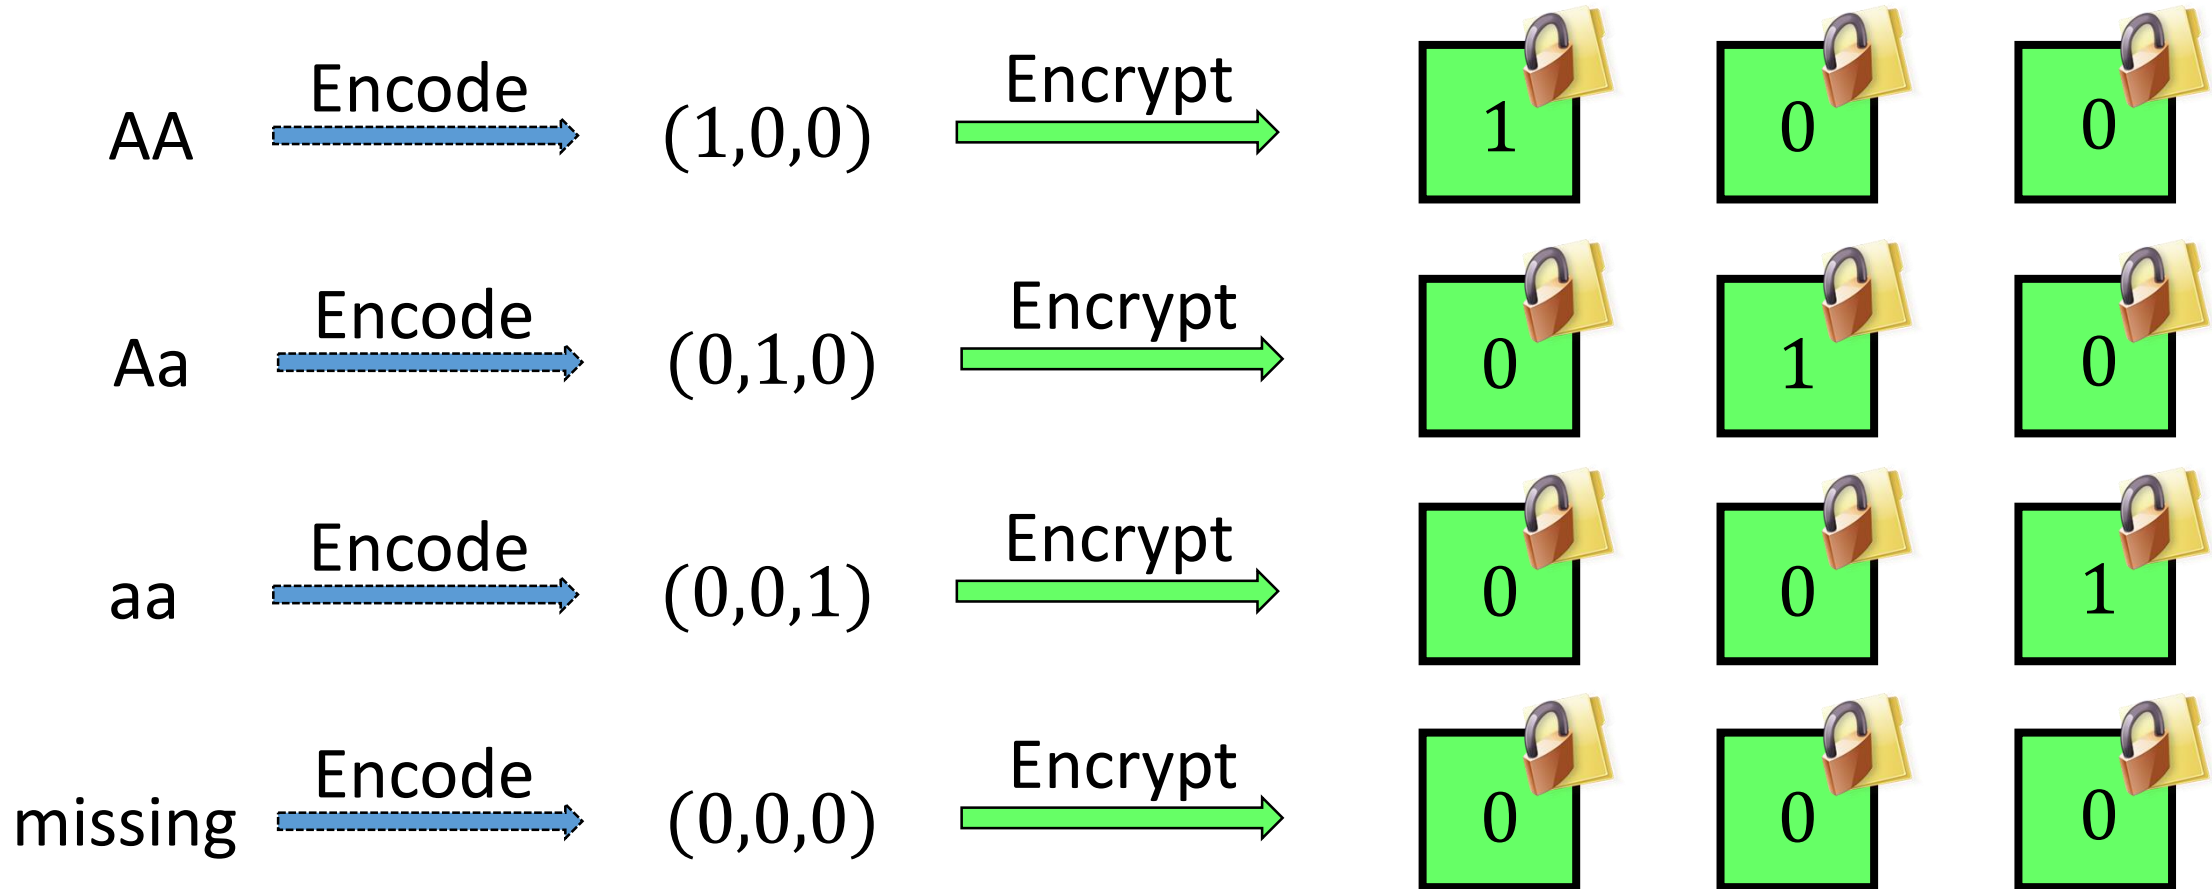 AA Encode (1,0,0) Encrypt 1 0 0
Aa Encode (0,1,0) Encrypt 0 1 0
aa Encode (0,0,1) Encrypt 0 0 1
missing Encode (0,0,0) Encrypt 0 0 0